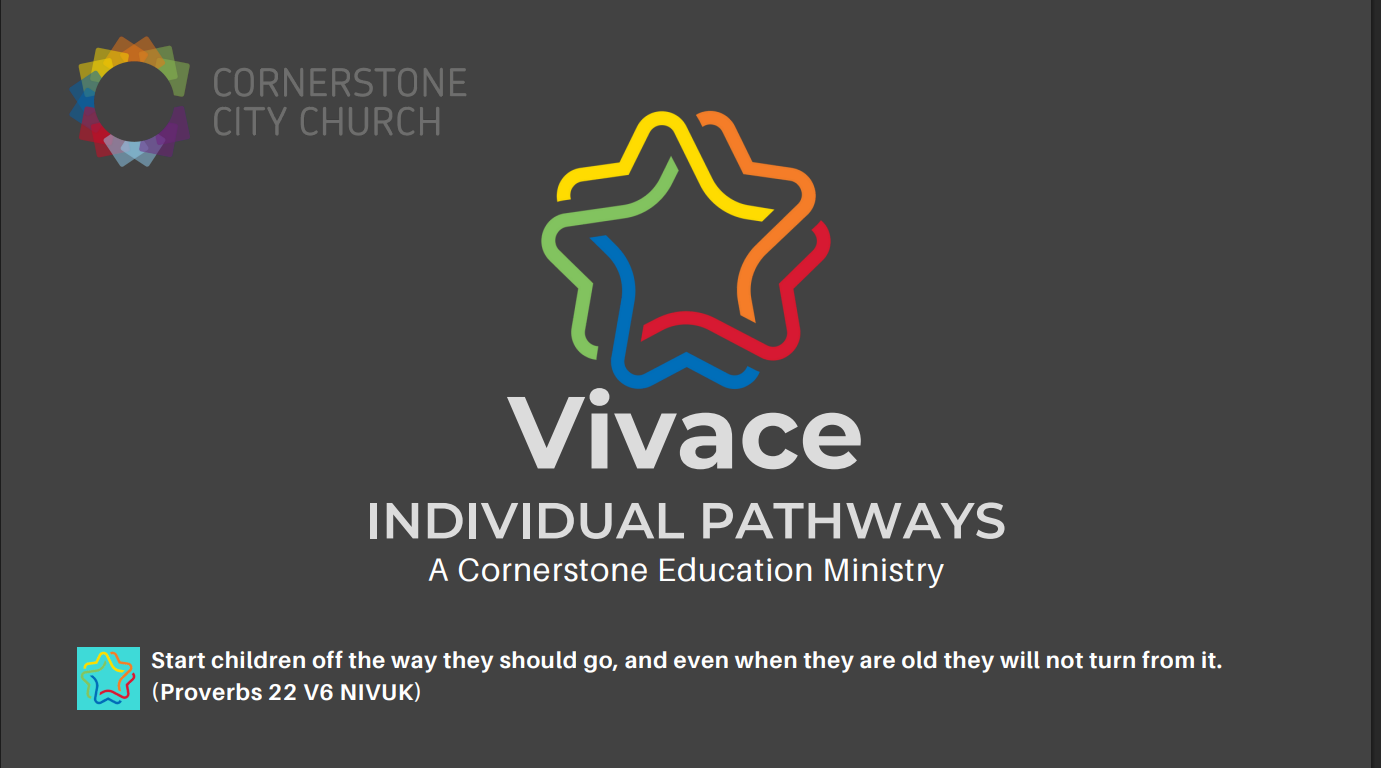 CORNERSTONE
CITY CHURCH
Vivace
INDIVIDUAL PATHWAYS
A Cornerstone Education Ministry
Start children off the way they should go, and even when they are old they will not turn from it.
(Proverbs 22 V6 NIVUK)